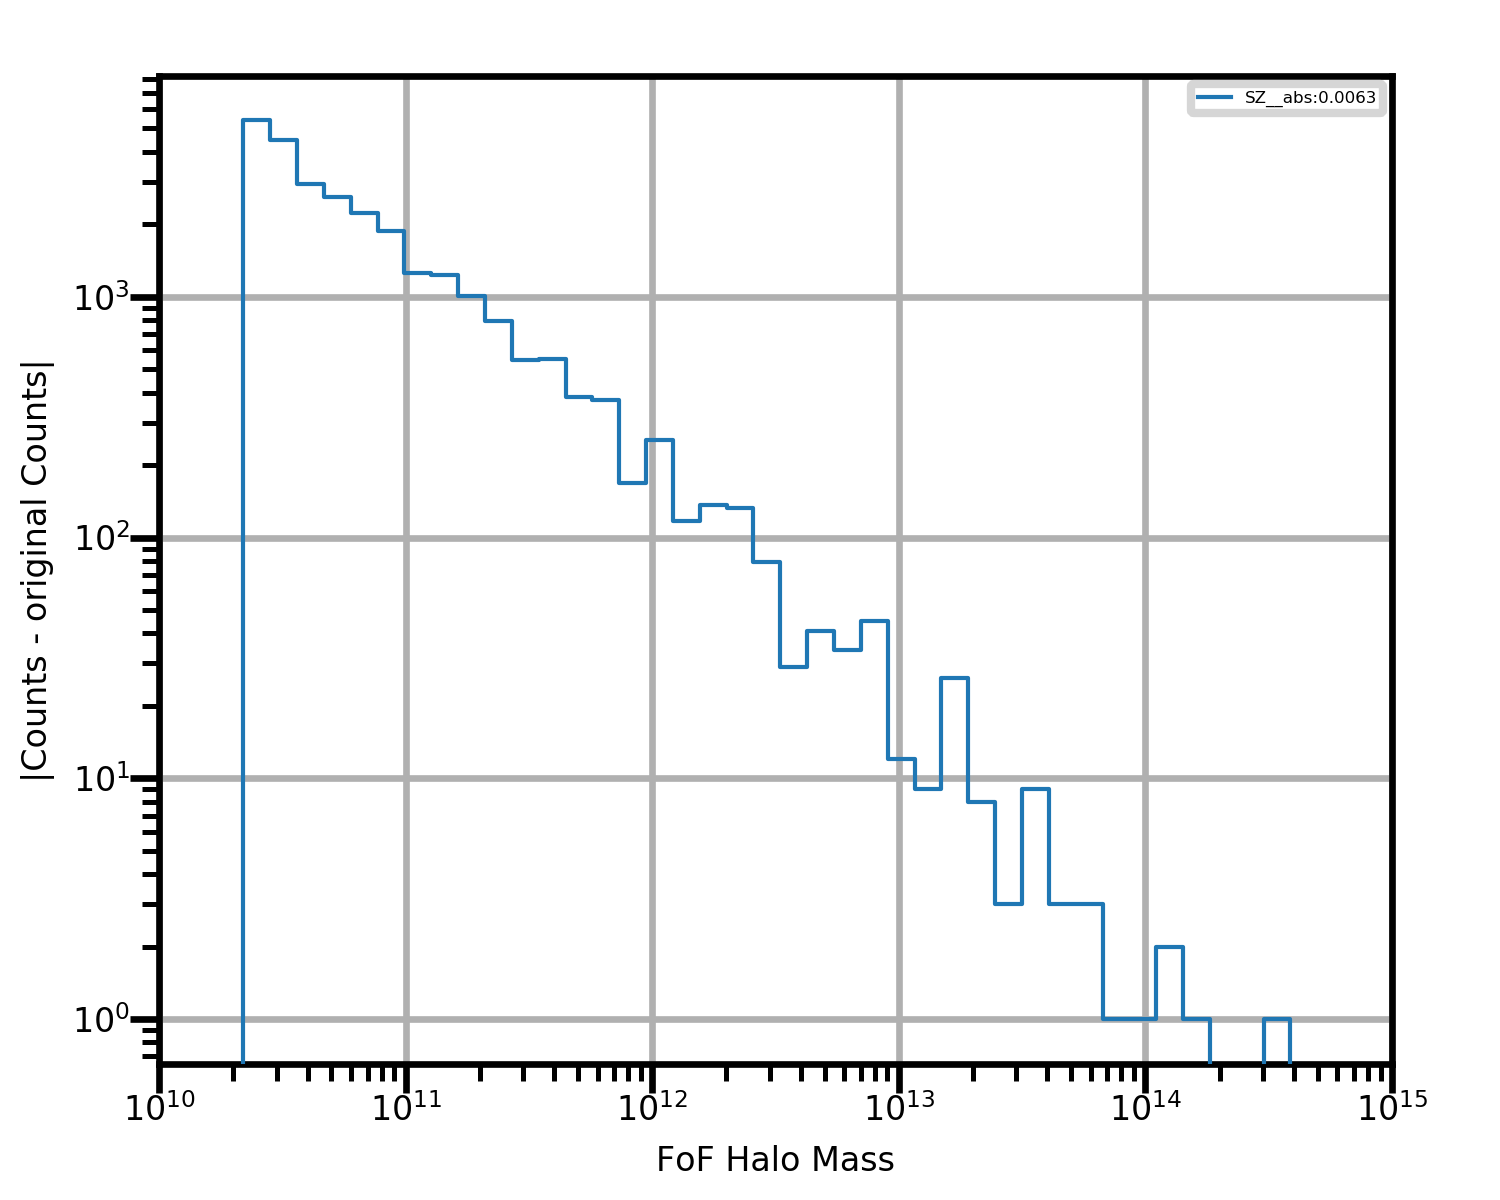 SZ__abs:0.0063
10³
10²
10¹
10⁰
|Counts - original Counts|
10¹⁰ 10¹¹ 10¹² 10¹³ 10¹⁴ 10¹⁵
FoF Halo Mass